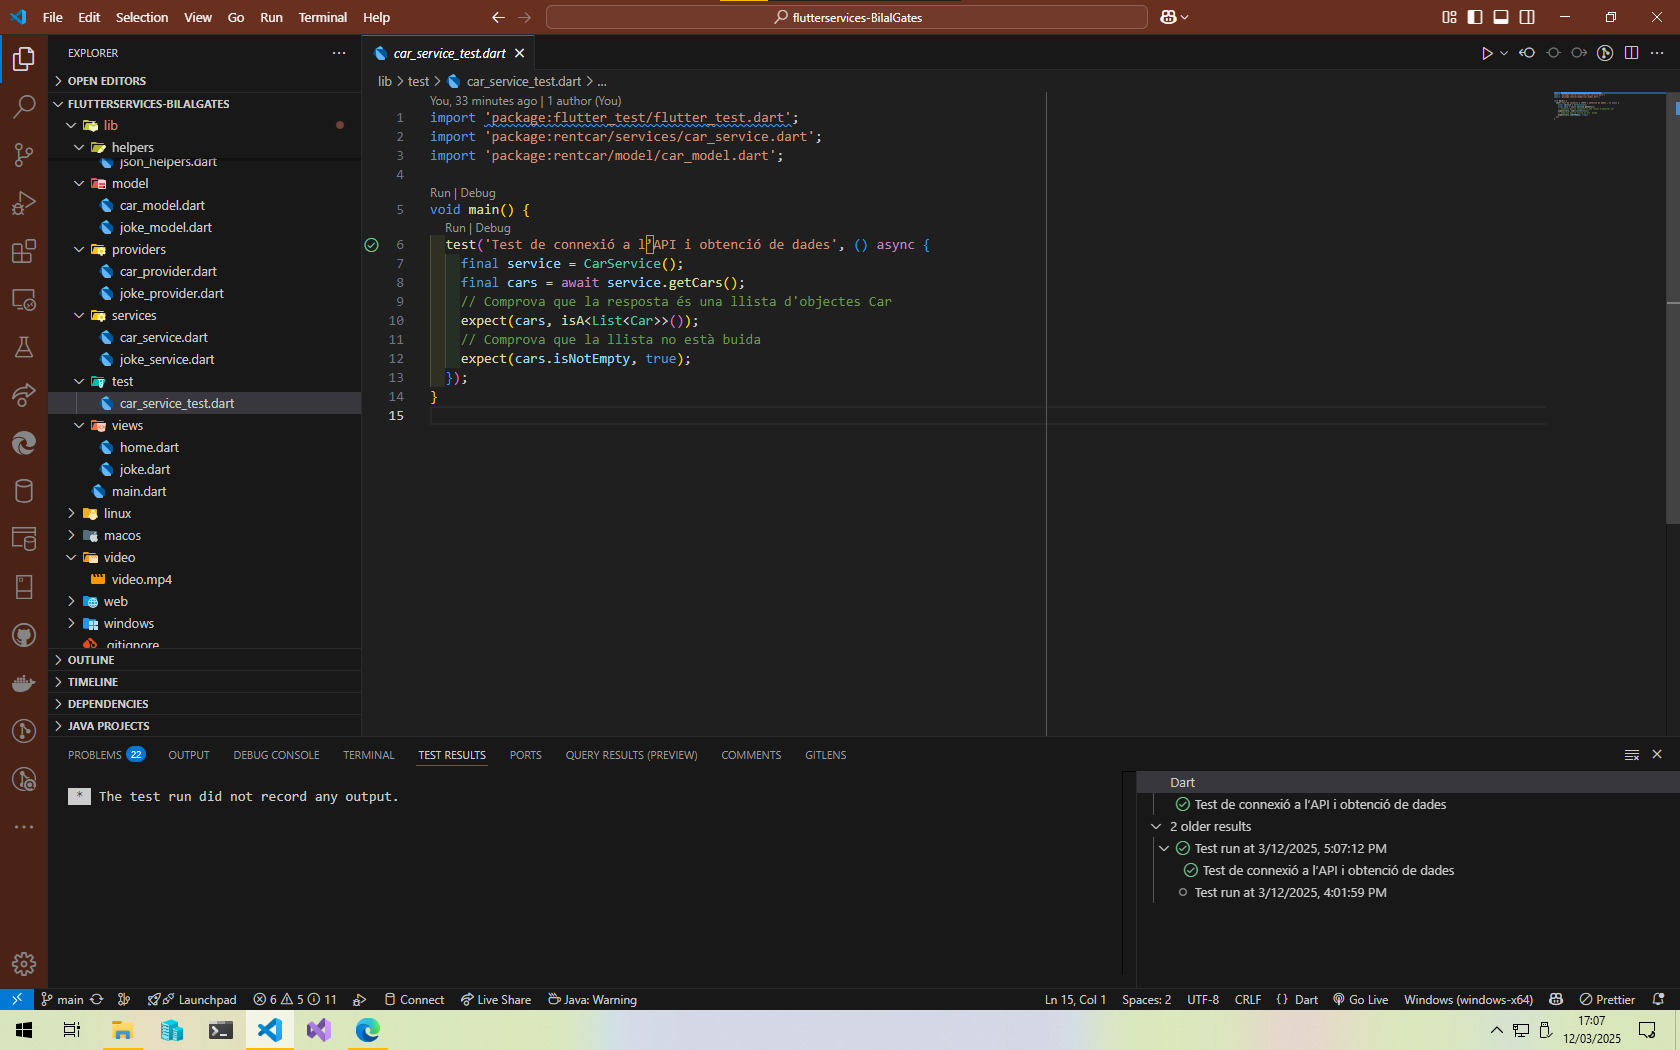 File Edit Selection View Go Run Terminal Help
flutterservices-BilalGates
EXPLORER
OPEN EDITORS
FLUTTERSERVICES-BILALGATES
lib
helpers
json_helpers.dart
model
car_model.dart
joke_model.dart
providers
car_provider.dart
joke_provider.dart
services
car_service.dart
joke_service.dart
test
car_service_test.dart
views
home.dart
joke.dart
main.dart
linux
macos
video
video.mp4
web
windows
.gitignore
OUTLINE
TIMELINE
DEPENDENCIES
JAVA PROJECTS
car_service_test.dart
lib > test > car_service_test.dart > ...
You, 33 minutes ago | 1 author (You)
1 import 'package:flutter_test/flutter_test.dart';
2 import 'package:rentcar/services/car_service.dart';
3 import 'package:rentcar/model/car_model.dart';
4
Run | Debug
5 void main() {
Run | Debug
6 test('Test de connexió a l’API i obtenció de dades', () async {
7 final service = CarService();
8 final cars = await service.getCars();
9 // Comprova que la resposta és una llista d'objectes Car
10 expect(cars, isA<List<Car>>());
11 // Comprova que la llista no està buida
12 expect(cars.isNotEmpty, true);
13 });
14 }
15
PROBLEMS 22 OUTPUT DEBUG CONSOLE TERMINAL TEST RESULTS PORTS QUERY RESULTS (PREVIEW) COMMENTS GITLENS
* The test run did not record any output.
Dart
Test de connexió a l’API i obtenció de dades
2 older results
Test run at 3/12/2025, 5:07:12 PM
Test de connexió a l’API i obtenció de dades
Test run at 3/12/2025, 4:01:59 PM
main Launchpad 6 5 11 Connect Live Share Java: Warning Ln 15, Col 1 Spaces: 2 UTF-8 CRLF {} Dart Go Live Windows (windows-x64) Prettier
17:07
12/03/2025